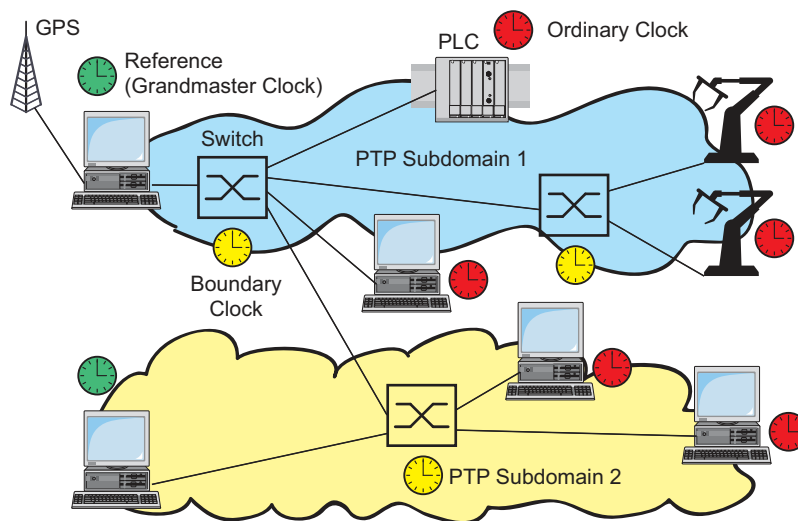 GPS
Reference
(Grandmaster Clock)
PLC
Ordinary Clock
Switch
PTP Subdomain 1
Boundary
Clock
PTP Subdomain 2